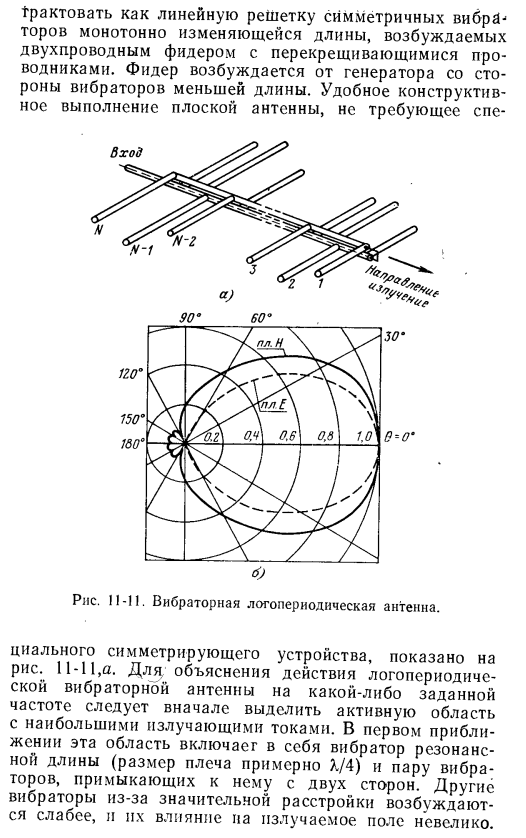 трактовать как линейную решетку симметричных вибра-
торов монотонно изменяющейся длины, возбуждаемых
двухпроводным фидером с перекрещивающимися про-
водниками. Фидер возбуждается от генератора со сто-
роны вибраторов меньшей длины. Удобное конструктив-
ное выполнение плоской антенны, не требующее спе-
Вход
N
N-1
N-2
3
2
1
Направление
излучение
а)
90°
60°
30°
120°
150°
180°
пл. H
пл. E
0,2
0,4
0,6
0,8
1,0
θ=0°
б)
Рис. 11-11. Вибраторная логопериодическая антенна.
циального симметрирующего устройства, показано на
рис. 11-11,а. Для объяснения действия логопериодиче-
ской вибраторной антенны на какой-либо заданной
частоте следует вначале выделить активную область
с наибольшими излучающими токами. В первом прибли-
жении эта область включает в себя вибратор резонанс-
ной длины (размер плеча примерно λ/4) и пару вибра-
торов, примыкающих к нему с двух сторон. Другие
вибраторы из-за значительной расстройки возбуждают-
ся слабее, и их влияние на излучаемое поле невелико.